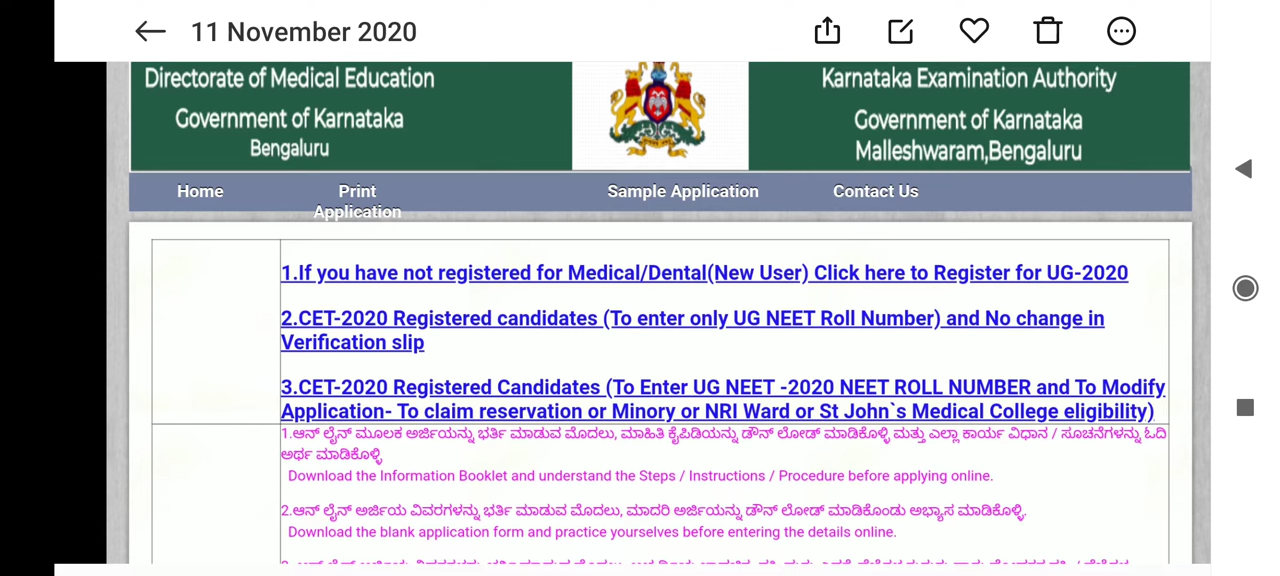 11 November 2020
Directorate of Medical Education
Government of Karnataka
Bengaluru
Karnataka Examination Authority
Government of Karnataka
Malleshwaram,Bengaluru
Home
Print
Application
Sample Application
Contact Us
1.If you have not registered for Medical/Dental(New User) Click here to Register for UG-2020
2.CET-2020 Registered candidates (To enter only UG NEET Roll Number) and No change in
Verification slip
3.CET-2020 Registered Candidates (To Enter UG NEET -2020 NEET ROLL NUMBER and To Modify
Application- To claim reservation or Minory or NRI Ward or St John`s Medical College eligibility)
1.ಆನ್ ಲೈನ್ ಮೂಲಕ ಅರ್ಜಿಯನ್ನು ಭರ್ತಿ ಮಾಡುವ ಮೊದಲು, ಮಾಹಿತಿ ಕೈಪಿಡಿಯನ್ನು ಡೌನ್ ಲೋಡ್ ಮಾಡಿಕೊಳ್ಳಿ ಮತ್ತು ಎಲ್ಲಾ ಕಾರ್ಯ ವಿಧಾನ / ಸೂಚನೆಗಳನ್ನು ಓದಿ
ಅರ್ಥ ಮಾಡಿಕೊಳ್ಳಿ
Download the Information Booklet and understand the Steps / Instructions / Procedure before applying online.
2.ಆನ್ ಲೈನ್ ಅರ್ಜಿಯ ವಿವರಗಳನ್ನು ಭರ್ತಿ ಮಾಡುವ ಮೊದಲು, ಮಾದರಿ ಅರ್ಜಿಯನ್ನು ಡೌನ್ ಲೋಡ್ ಮಾಡಿಕೊಂಡು ಅಭ್ಯಾಸ ಮಾಡಿಕೊಳ್ಳಿ.
Download the blank application form and practice yourselves before entering the details online.